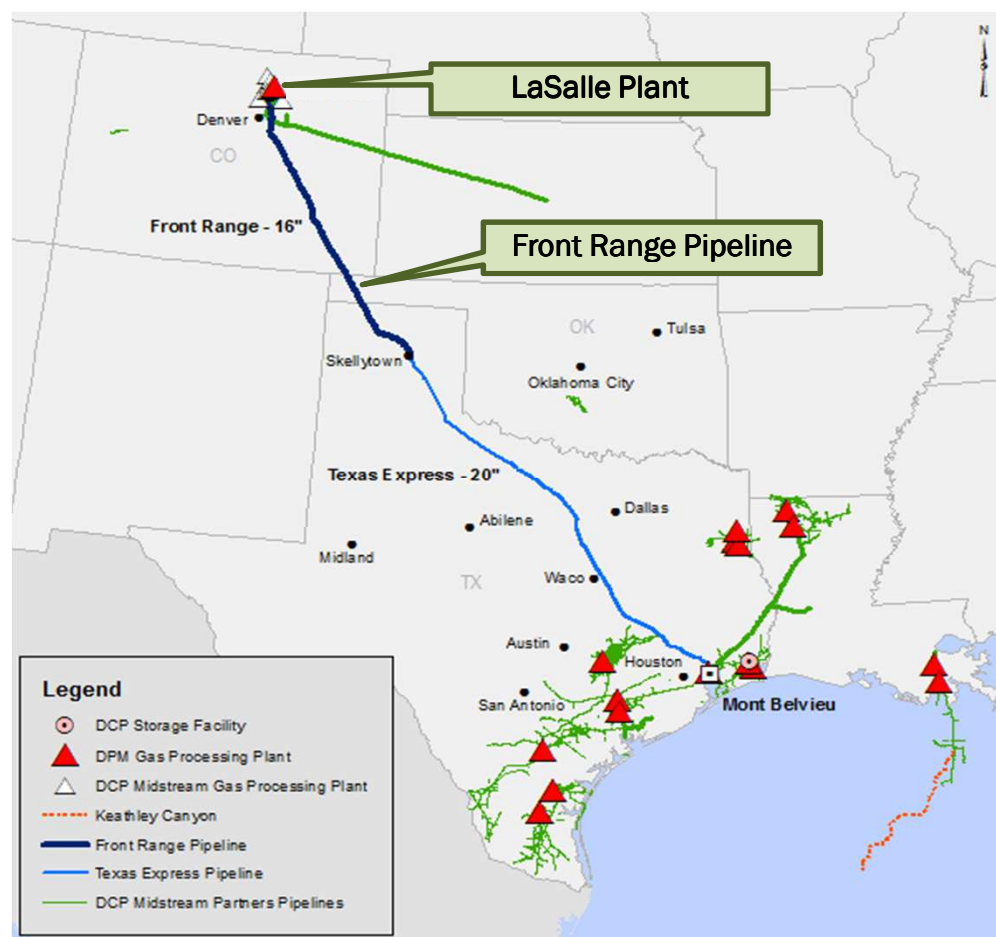 N
LaSalle Plant
Denver
CO
Front Range - 16"
Front Range Pipeline
OK
Tulsa
Skellytown
Oklahoma City
Texas Express - 20"
Dallas
Abilene
Midland
TX
Waco
Austin
Houston
San Antonio
Mont Belvieu
Legend
DCP Storage Facility
DPM Gas Processing Plant
DCP Midstream Gas Processing Plant
Keathley Canyon
Front Range Pipeline
Texas Express Pipeline
DCP Midstream Partners Pipelines